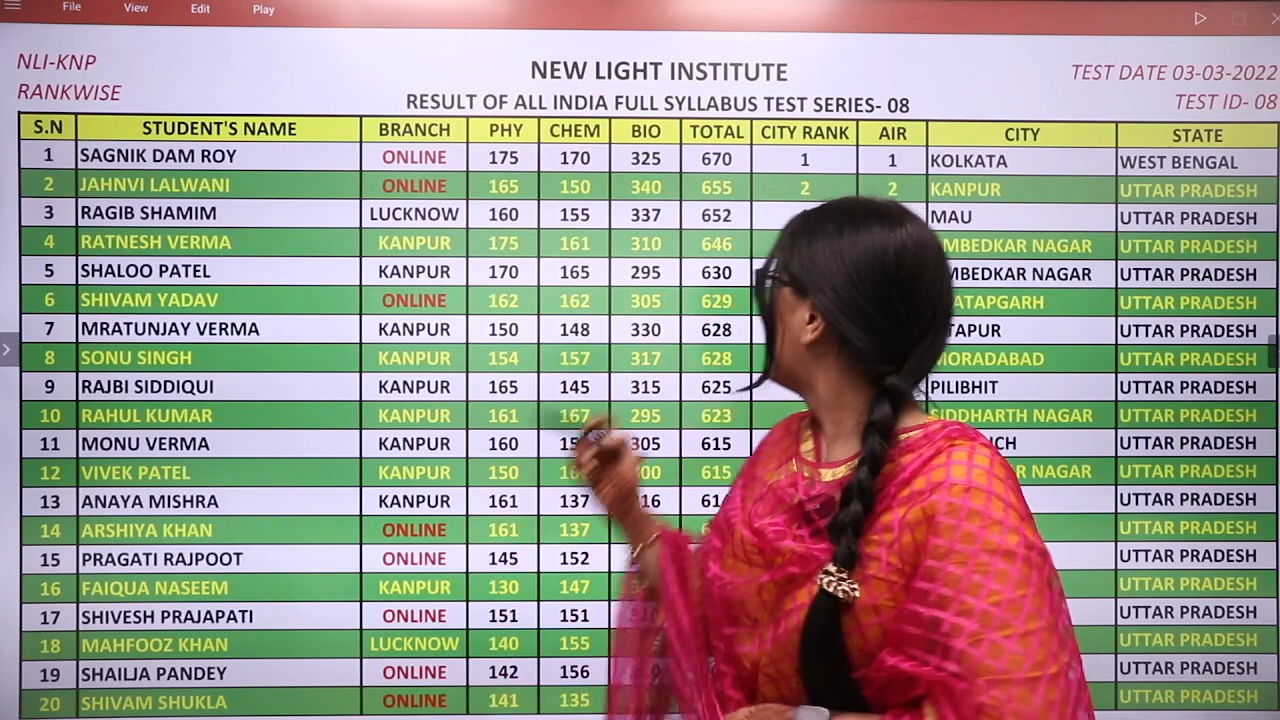 File View Edit Play
NLI-KNP
RANKWISE
NEW LIGHT INSTITUTE
TEST DATE 03-03-2022
RESULT OF ALL INDIA FULL SYLLABUS TEST SERIES- 08
TEST ID- 08
S.N STUDENT'S NAME BRANCH PHY CHEM BIO TOTAL CITY RANK AIR CITY STATE
1 SAGNIK DAM ROY ONLINE 175 170 325 670 1 1 KOLKATA WEST BENGAL
2 JAHNVI LALWANI ONLINE 165 150 340 655 2 2 KANPUR UTTAR PRADESH
3 RAGIB SHAMIM LUCKNOW 160 155 337 652 MAU UTTAR PRADESH
4 RATNESH VERMA KANPUR 175 161 310 646 NAGAR UTTAR PRADESH
5 SHALOO PATEL KANPUR 170 165 295 630 NAGAR UTTAR PRADESH
6 SHIVAM YADAV ONLINE 162 162 305 629 UTTAR PRADESH
7 MRATUNJAY VERMA KANPUR 150 148 330 628 UTTAR PRADESH
8 SONU SINGH KANPUR 154 157 317 628 MORADABAD UTTAR PRADESH
9 RAJBI SIDDIQUI KANPUR 165 145 315 625 PILIBHIT UTTAR PRADESH
10 RAHUL KUMAR KANPUR 161 167 295 623 SIDDHARTH NAGAR UTTAR PRADESH
11 MONU VERMA KANPUR 160 305 615 UTTAR PRADESH
12 VIVEK PATEL KANPUR 150 615 NAGAR UTTAR PRADESH
13 ANAYA MISHRA KANPUR 161 137 UTTAR PRADESH
14 ARSHIYA KHAN ONLINE 161 137 UTTAR PRADESH
15 PRAGATI RAJPOOT ONLINE 145 152 UTTAR PRADESH
16 FAIQUA NASEEM KANPUR 130 147 UTTAR PRADESH
17 SHIVESH PRAJAPATI ONLINE 151 151 UTTAR PRADESH
18 MAHFOOZ KHAN LUCKNOW 140 155 UTTAR PRADESH
19 SHAILJA PANDEY ONLINE 142 156 UTTAR PRADESH
20 SHIVAM SHUKLA ONLINE 141 135 UTTAR PRADESH